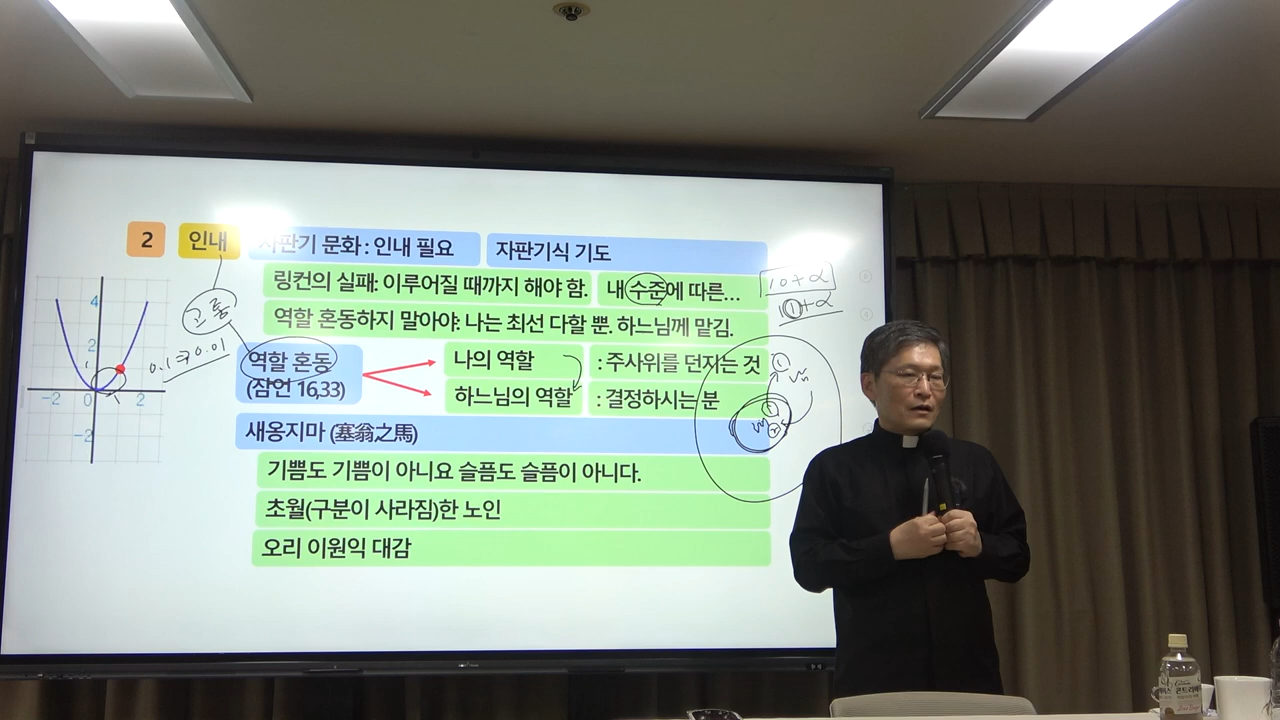 2 인내 자판기 문화 : 인내 필요 자판기식 기도
링컨의 실패: 이루어질 때까지 해야 함. 내 수준에 따른... 10+α
고통 ①+α
역할 혼동하지 말아야: 나는 최선 다할 뿐. 하느님께 맡김.
0.1 → 0.01
역할 혼동 나의 역할 : 주사위를 던지는 것
(잠언 16,33) 하느님의 역할 : 결정하시는 분
새옹지마 (塞翁之馬)
기쁨도 기쁨이 아니요 슬픔도 슬픔이 아니다.
초월(구분이 사라짐)한 노인
오리 이원익 대감
4
2
-2 0 2
-2